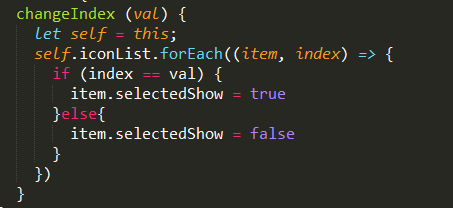 changeIndex (val) {
  let self = this;
  self.iconList.forEach((item, index) => {
    if (index == val) {
      item.selectedShow = true
    }else{
      item.selectedShow = false
    }
  })
}